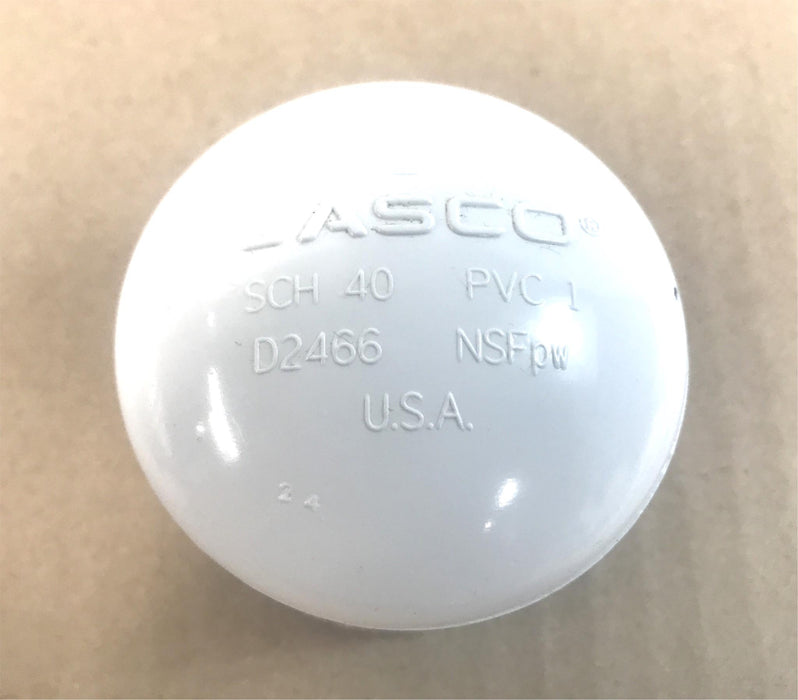 LASCO®
SCH 40 PVC 1
D2466 NSFpw
U.S.A.
24